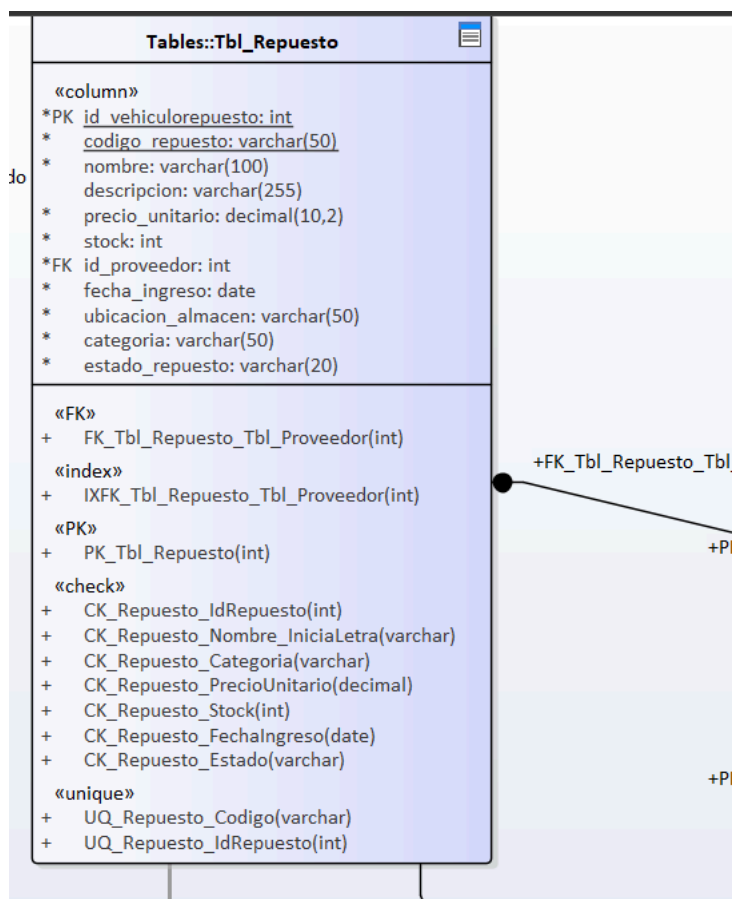 Tables::Tbl_Repuesto
«column»
*PK id_vehiculorepuesto: int
* codigo_repuesto: varchar(50)
* nombre: varchar(100)
do
descripcion: varchar(255)
* precio_unitario: decimal(10,2)
* stock: int
*FK id_proveedor: int
* fecha_ingreso: date
* ubicacion_almacen: varchar(50)
* categoria: varchar(50)
* estado_repuesto: varchar(20)
«FK»
+ FK_Tbl_Repuesto_Tbl_Proveedor(int)
«index»
+ IXFK_Tbl_Repuesto_Tbl_Proveedor(int)
«PK»
+ PK_Tbl_Repuesto(int)
«check»
+ CK_Repuesto_IdRepuesto(int)
+ CK_Repuesto_Nombre_IniciaLetra(varchar)
+ CK_Repuesto_Categoria(varchar)
+ CK_Repuesto_PrecioUnitario(decimal)
+ CK_Repuesto_Stock(int)
+ CK_Repuesto_FechaIngreso(date)
+ CK_Repuesto_Estado(varchar)
«unique»
+ UQ_Repuesto_Codigo(varchar)
+ UQ_Repuesto_IdRepuesto(int)
+FK_Tbl_Repuesto_Tbl_
+P
+P